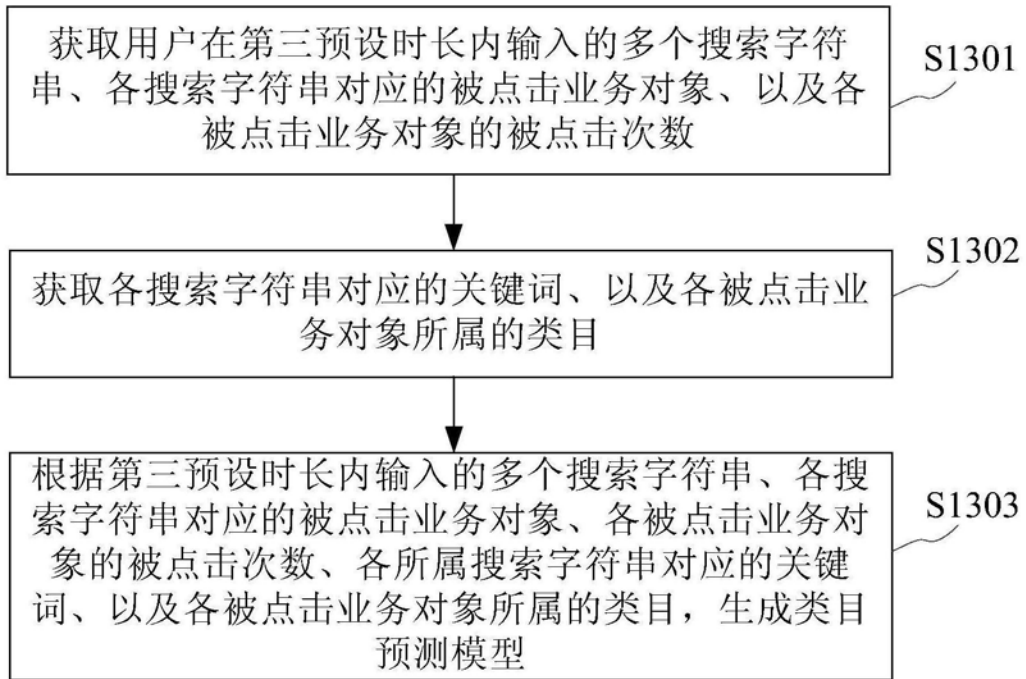 获取用户在第三预设时长内输入的多个搜索字符
串、各搜索字符串对应的被点击业务对象、以及各
被点击业务对象的被点击次数
S1301
获取各搜索字符串对应的关键词、以及各被点击业
务对象所属的类目
S1302
根据第三预设时长内输入的多个搜索字符串、各搜
索字符串对应的被点击业务对象、各被点击业务对
象的被点击次数、各所属搜索字符串对应的关键
词、以及各被点击业务对象所属的类目，生成类目
预测模型
S1303